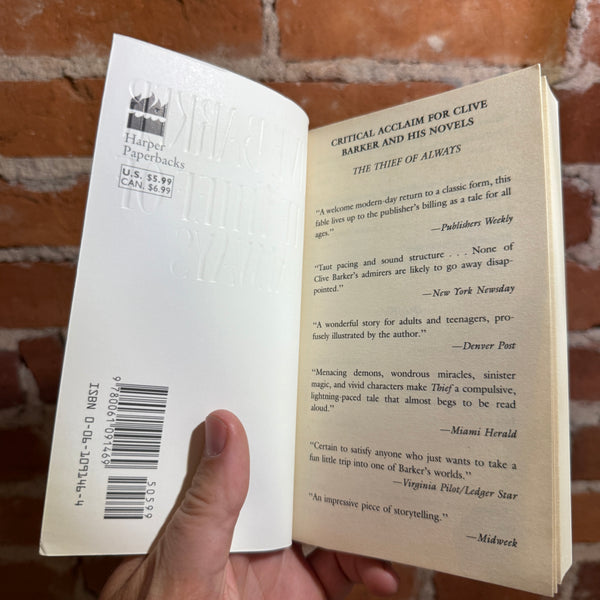 Harper
Paperbacks
U.S. $5.99
CAN. $6.99
9 780061 091469
50599
ISBN 0-06-109146-4
CRITICAL ACCLAIM FOR CLIVE
BARKER AND HIS NOVELS
THE THIEF OF ALWAYS
“A welcome modern-day return to a classic form, this
fable lives up to the publisher’s billing as a tale for all
ages.”
—Publishers Weekly
“Taut pacing and sound structure . . . None of
Clive Barker’s admirers are likely to go away disap-
pointed.”
—New York Newsday
“A wonderful story for adults and teenagers, pro-
fusely illustrated by the author.”
—Denver Post
“Menacing demons, wondrous miracles, sinister
magic, and vivid characters make Thief a compulsive,
lightning-paced tale that almost begs to be read
aloud.”
—Miami Herald
“Certain to satisfy anyone who just wants to take a
fun little trip into one of Barker’s worlds.”
—Virginia Pilot/Ledger Star
“An impressive piece of storytelling.”
—Midweek